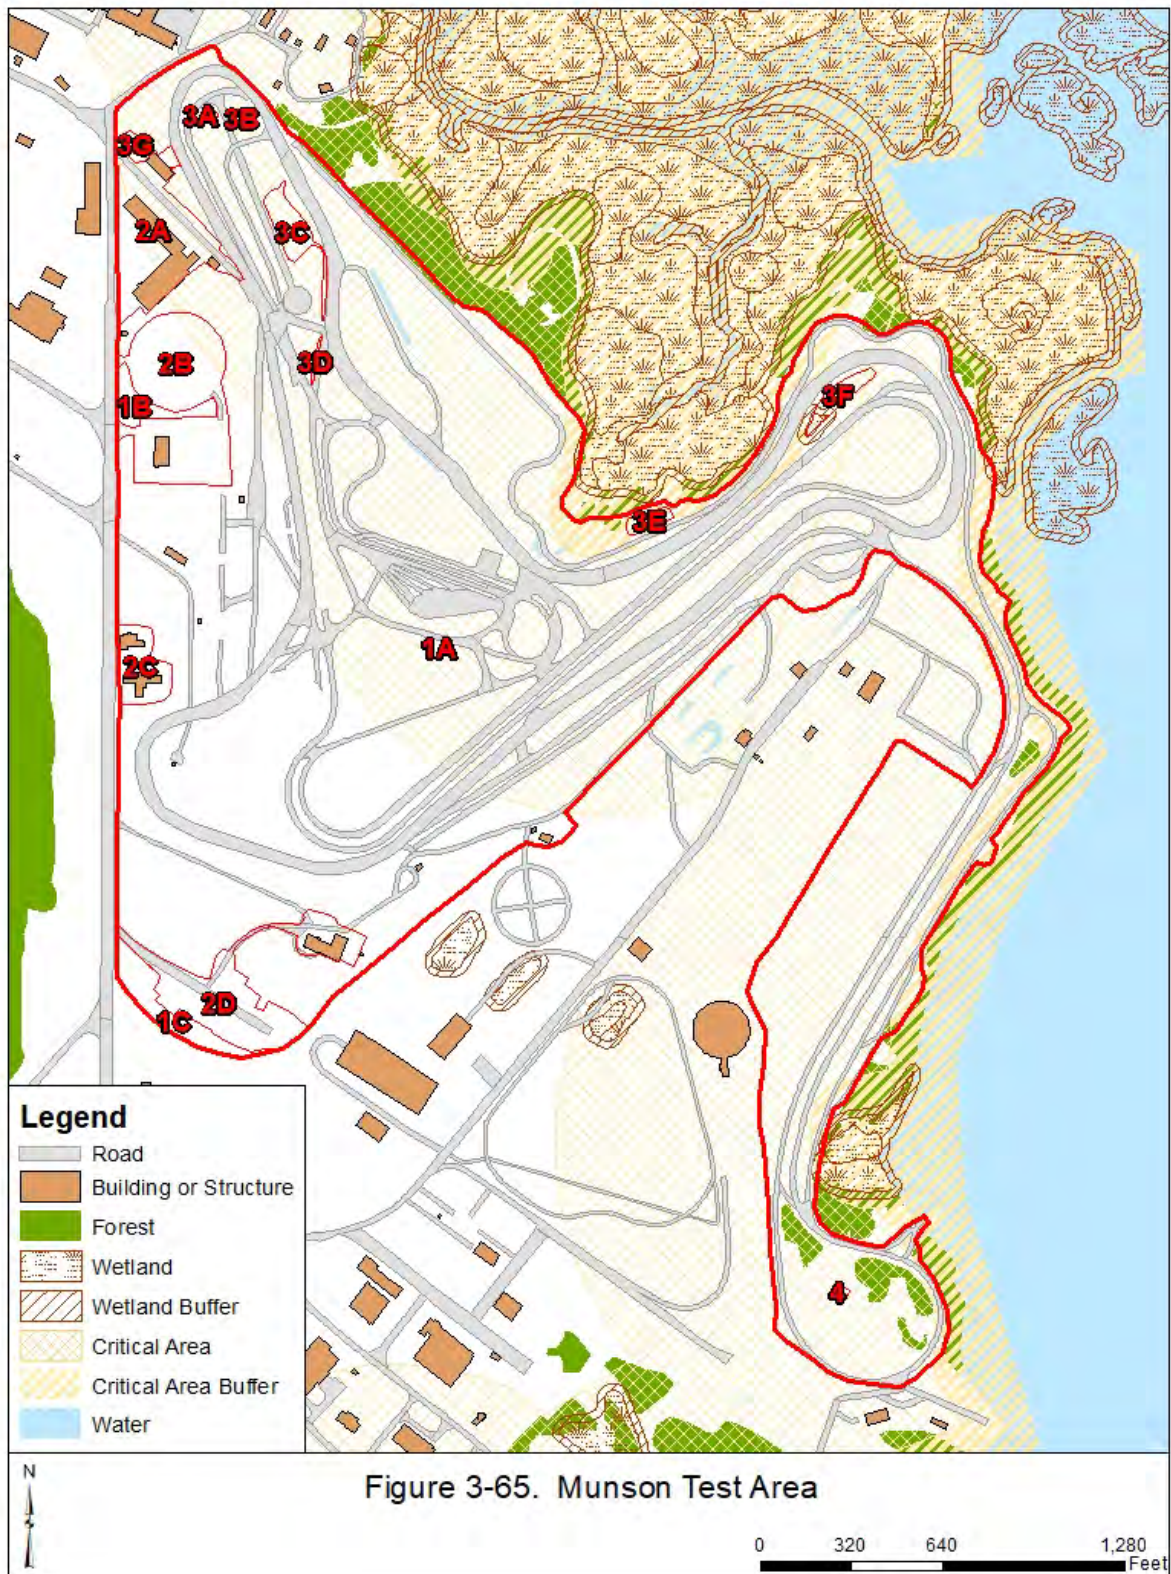 3A
3B
3G
2A
3C
2B
3D
1B
3F
3E
1A
2C
2D
1C
4
Legend
Road
Building or Structure
Forest
Wetland
Wetland Buffer
Critical Area
Critical Area Buffer
Water
N
Figure 3-65. Munson Test Area
0 320 640 1,280
Feet